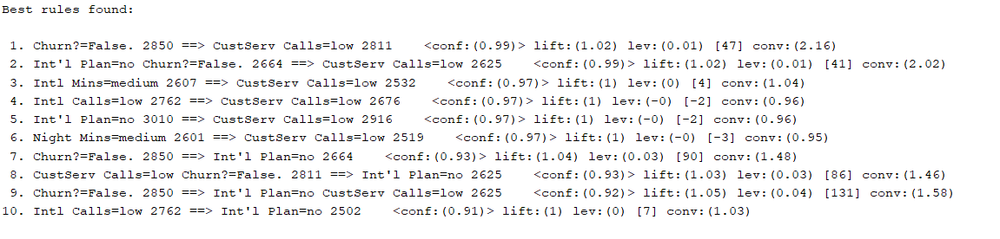 Best rules found:
1. Churn?=False. 2850 ==> CustServ Calls=low 2811 <conf:(0.99)> lift:(1.02) lev:(0.01) [47] conv:(2.16)
2. Int'l Plan=no Churn?=False. 2664 ==> CustServ Calls=low 2625 <conf:(0.99)> lift:(1.02) lev:(0.01) [41] conv:(2.02)
3. Intl Mins=medium 2607 ==> CustServ Calls=low 2532 <conf:(0.97)> lift:(1) lev:(0) [4] conv:(1.04)
4. Intl Calls=low 2762 ==> CustServ Calls=low 2676 <conf:(0.97)> lift:(1) lev:(-0) [-2] conv:(0.96)
5. Int'l Plan=no 3010 ==> CustServ Calls=low 2916 <conf:(0.97)> lift:(1) lev:(-0) [-2] conv:(0.96)
6. Night Mins=medium 2601 ==> CustServ Calls=low 2519 <conf:(0.97)> lift:(1) lev:(-0) [-3] conv:(0.95)
7. Churn?=False. 2850 ==> Int'l Plan=no 2664 <conf:(0.93)> lift:(1.04) lev:(0.03) [90] conv:(1.48)
8. CustServ Calls=low Churn?=False. 2811 ==> Int'l Plan=no 2625 <conf:(0.93)> lift:(1.03) lev:(0.03) [86] conv:(1.46)
9. Churn?=False. 2850 ==> Int'l Plan=no CustServ Calls=low 2625 <conf:(0.92)> lift:(1.05) lev:(0.04) [131] conv:(1.58)
10. Intl Calls=low 2762 ==> Int'l Plan=no 2502 <conf:(0.91)> lift:(1) lev:(0) [7] conv:(1.03)